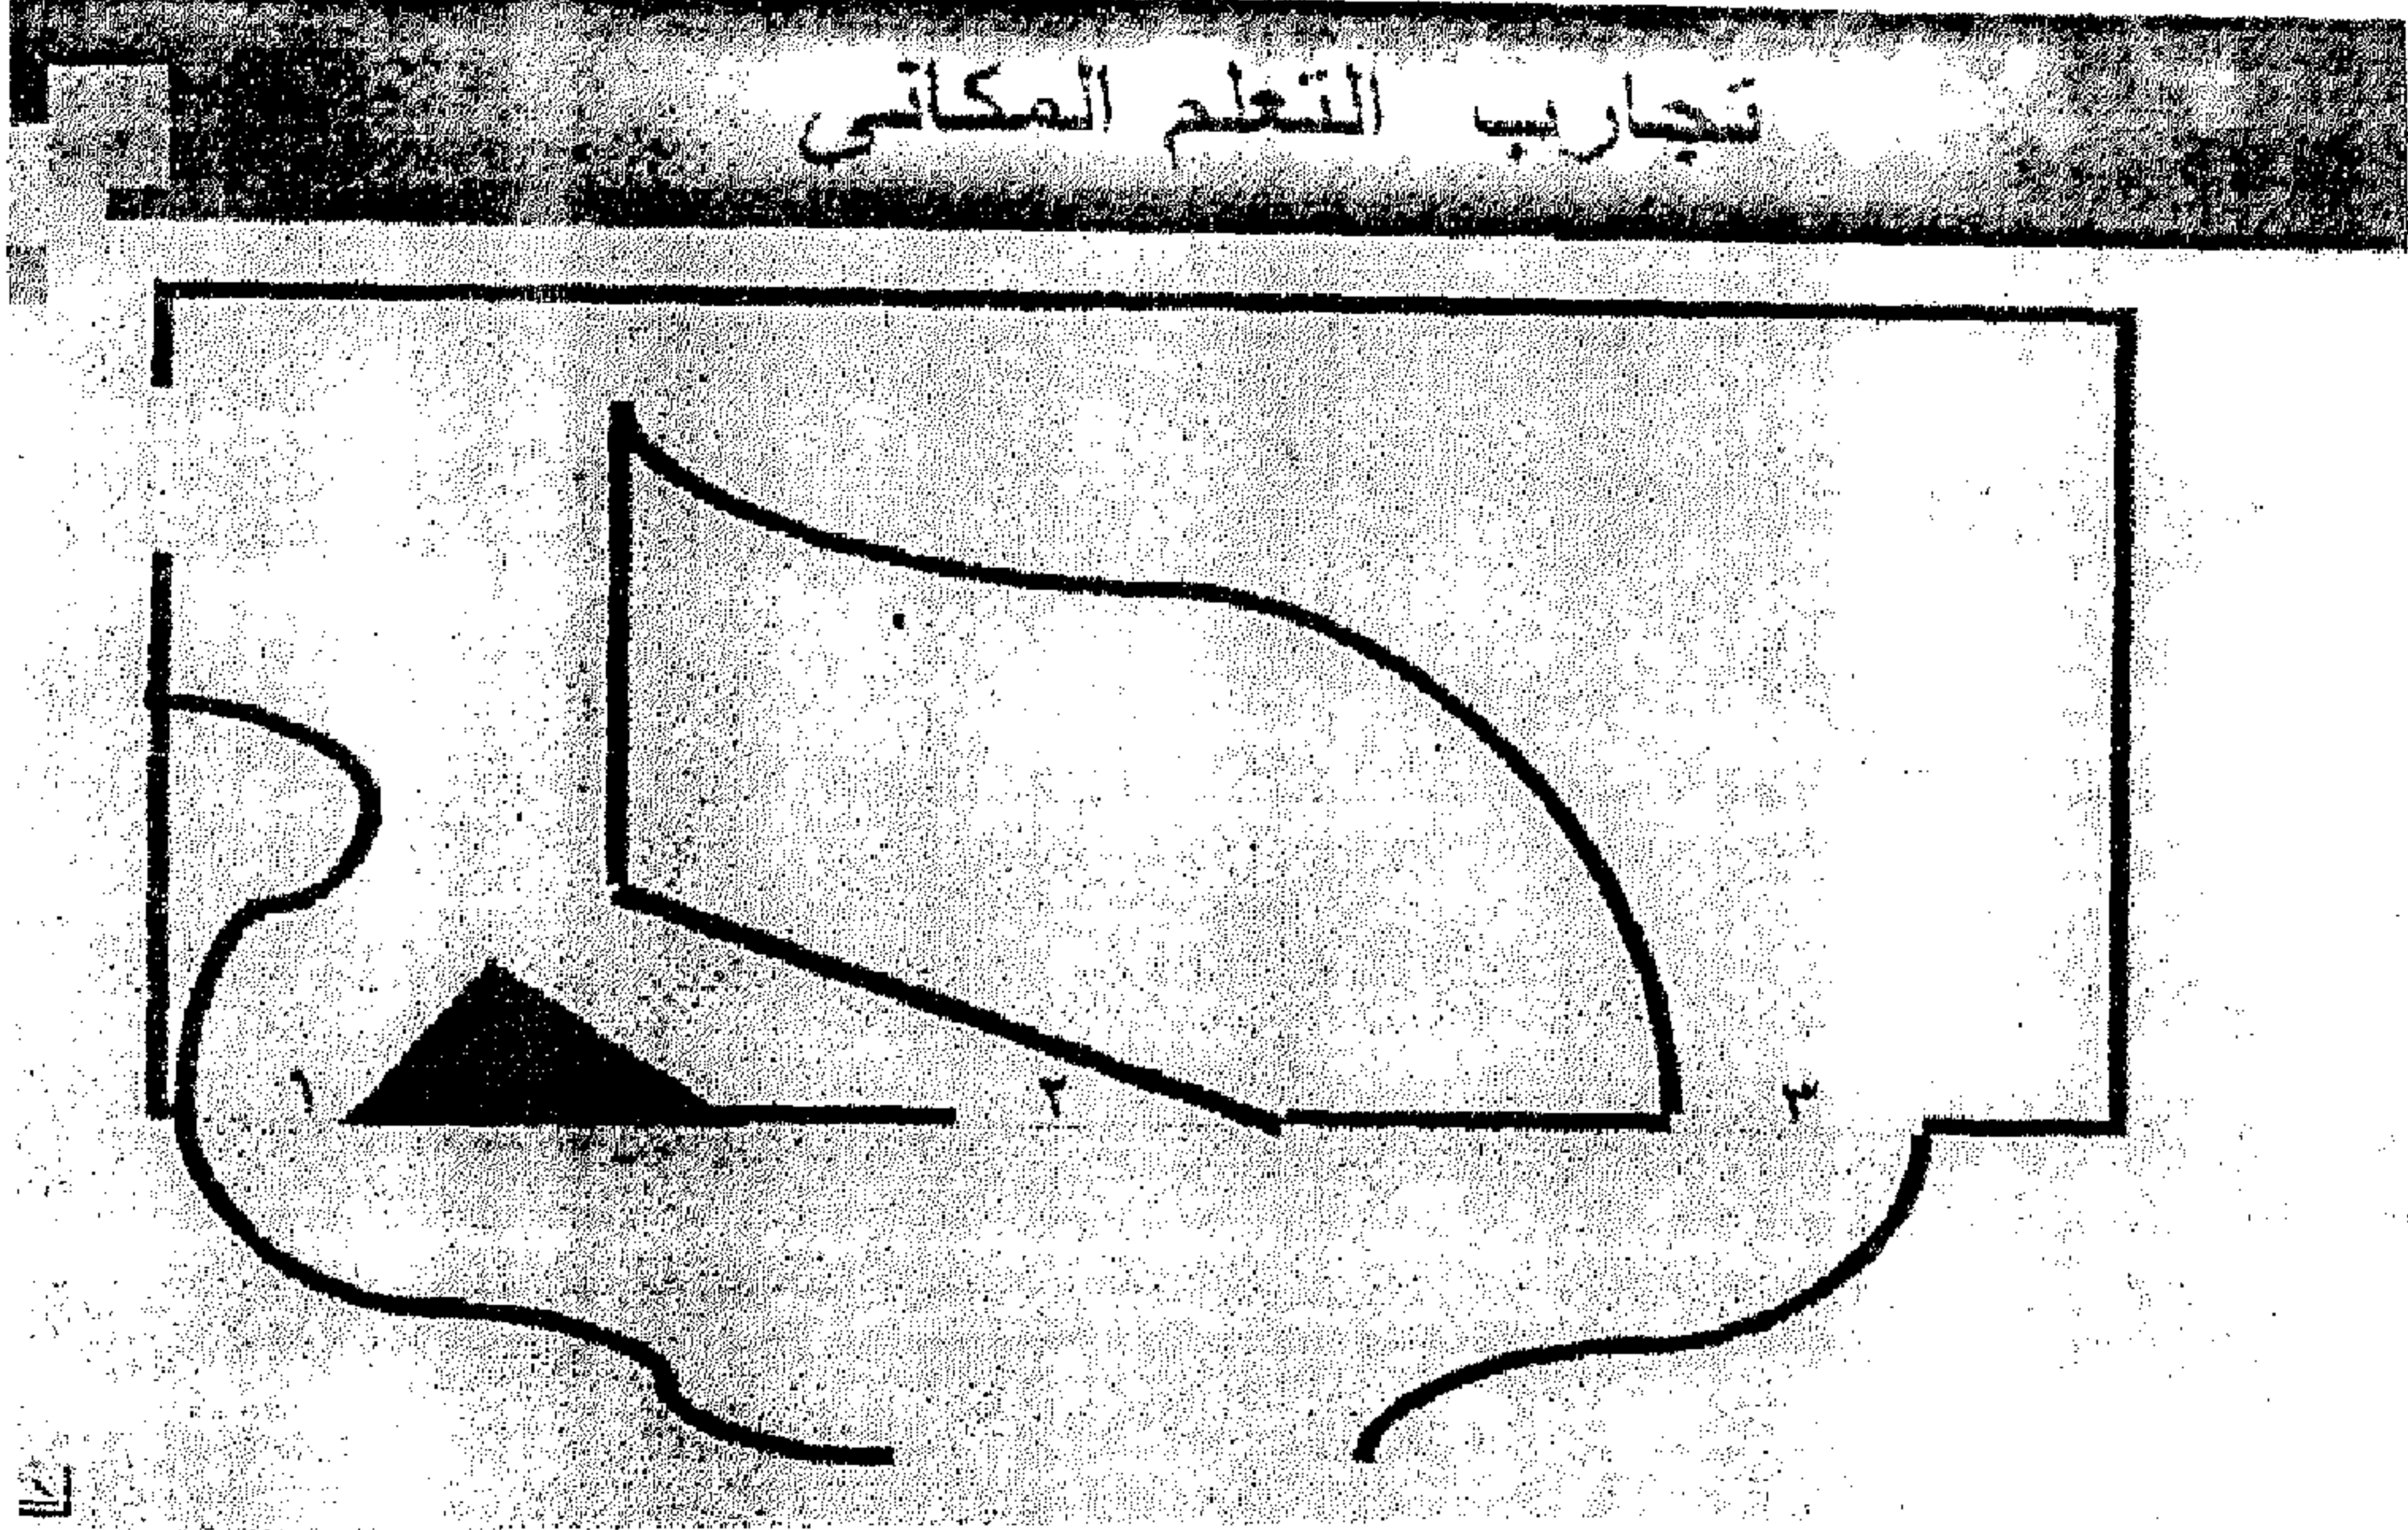 تجارب التعلم المكاني
١ ٢ ٣